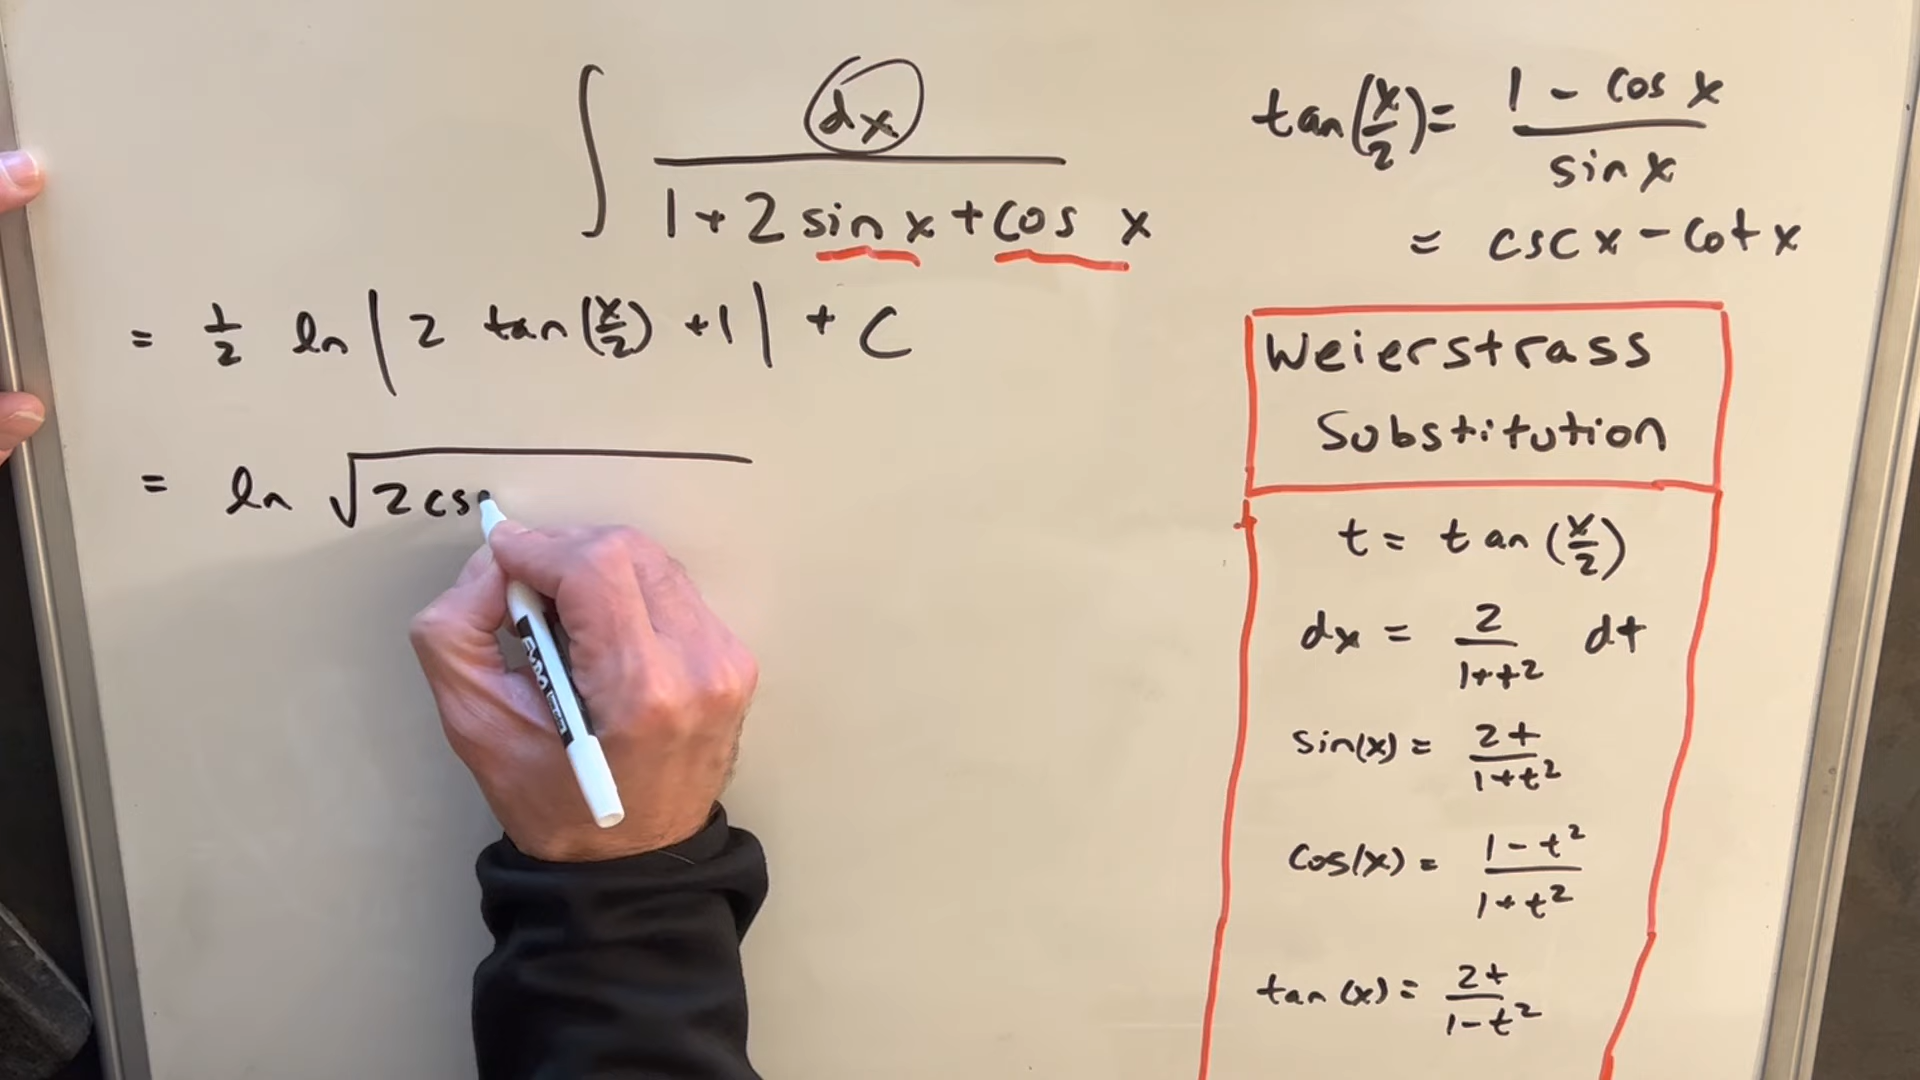 ∫ dx / (1 + 2 sin x + cos x)
= 1/2 ln | 2 tan(x/2) + 1 | + C
= ln √2cs
tan(x/2) = (1 - cos x) / sin x
= csc x - cot x
Weierstrass
Substitution
t = tan(x/2)
dx = 2/(1+t²) dt
sin(x) = 2t/(1+t²)
cos(x) = (1-t²)/(1+t²)
tan(x) = 2t/(1-t²)
EXPO